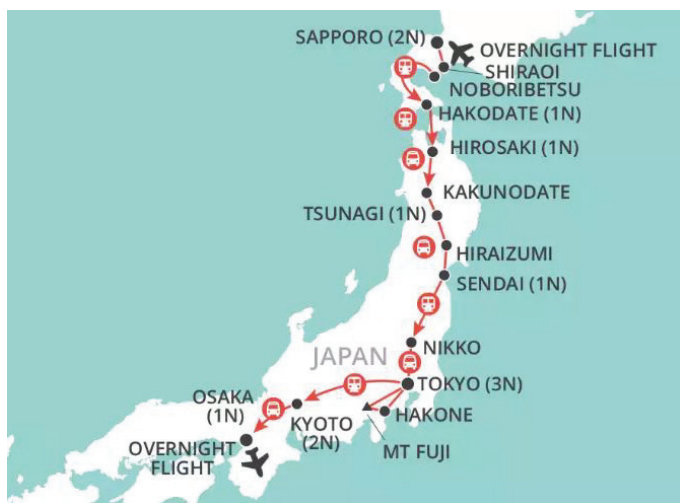 SAPPORO (2N)
OVERNIGHT FLIGHT
SHIRAOI
NOBORIBETSU
HAKODATE (1N)
HIROSAKI (1N)
KAKUNODATE
TSUNAGI (1N)
HIRAIZUMI
SENDAI (1N)
NIKKO
JAPAN
TOKYO (3N)
OSAKA
(1N)
KYOTO
(2N)
HAKONE
MT FUJI
OVERNIGHT
FLIGHT